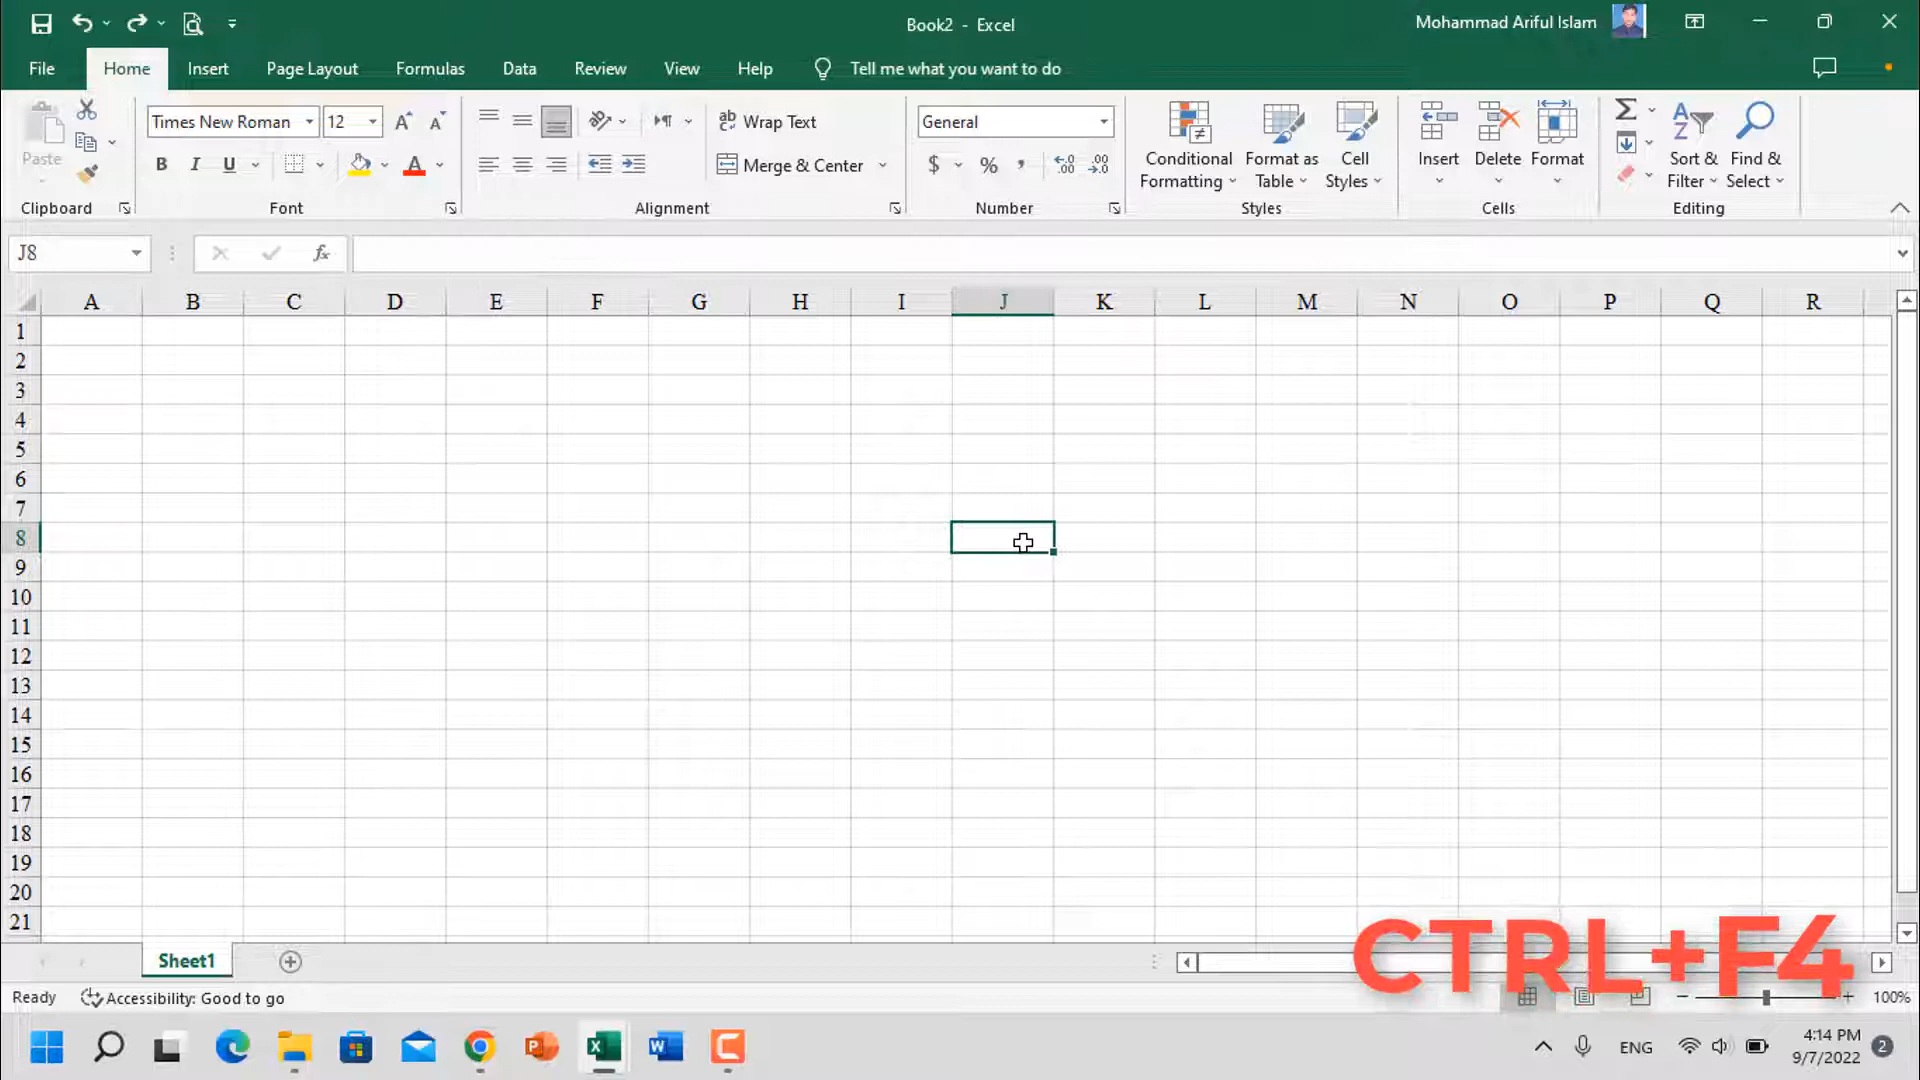 Book2 - Excel
Mohammad Ariful Islam
File Home Insert Page Layout Formulas Data Review View Help Tell me what you want to do
Paste
Times New Roman 12
Wrap Text
General
B I U
Merge & Center
$ % ,
Conditional Formatting
Format as Table
Cell Styles
Insert
Delete
Format
Sort & Filter
Find & Select
Clipboard Font Alignment Number Styles Cells Editing
J8
fx
A B C D E F G H I J K L M N O P Q R
1
2
3
4
5
6
7
8
9
10
11
12
13
14
15
16
17
18
19
20
21
CTRL+F4
Sheet1
Ready Accessibility: Good to go
100%
ENG
4:14 PM
9/7/2022
2